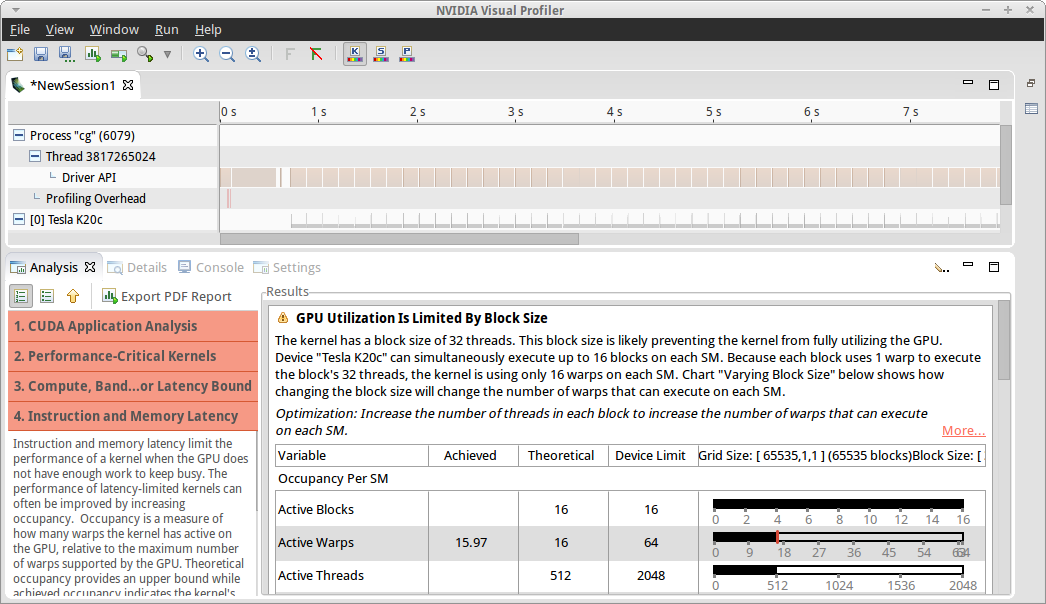 NVIDIA Visual Profiler
File View Window Run Help
K S P
*NewSession1
0 s 1 s 2 s 3 s 4 s 5 s 6 s 7 s
Process "cg" (6079)
Thread 3817265024
Driver API
Profiling Overhead
[0] Tesla K20c
Analysis Details Console Settings
Export PDF Report
1. CUDA Application Analysis
2. Performance-Critical Kernels
3. Compute, Band...or Latency Bound
4. Instruction and Memory Latency
Instruction and memory latency limit the
performance of a kernel when the GPU does
not have enough work to keep busy. The
performance of latency-limited kernels can
often be improved by increasing
occupancy. Occupancy is a measure of
how many warps the kernel has active on
the GPU, relative to the maximum number
of warps supported by the GPU. Theoretical
occupancy provides an upper bound while
achieved occupancy indicates the kernel's
Results
GPU Utilization Is Limited By Block Size
The kernel has a block size of 32 threads. This block size is likely preventing the kernel from fully utilizing the GPU.
Device "Tesla K20c" can simultaneously execute up to 16 blocks on each SM. Because each block uses 1 warp to execute
the block's 32 threads, the kernel is using only 16 warps on each SM. Chart "Varying Block Size" below shows how
changing the block size will change the number of warps that can execute on each SM.
Optimization: Increase the number of threads in each block to increase the number of warps that can execute
on each SM.
More...
Variable Achieved Theoretical Device Limit Grid Size: [ 65535,1,1 ] (65535 blocks)Block Size: [
Occupancy Per SM
Active Blocks 16 16
0 2 4 6 8 10 12 14 16
Active Warps 15.97 16 64
0 9 18 27 36 45 54 63 64
Active Threads 512 2048
0 512 1024 1536 2048